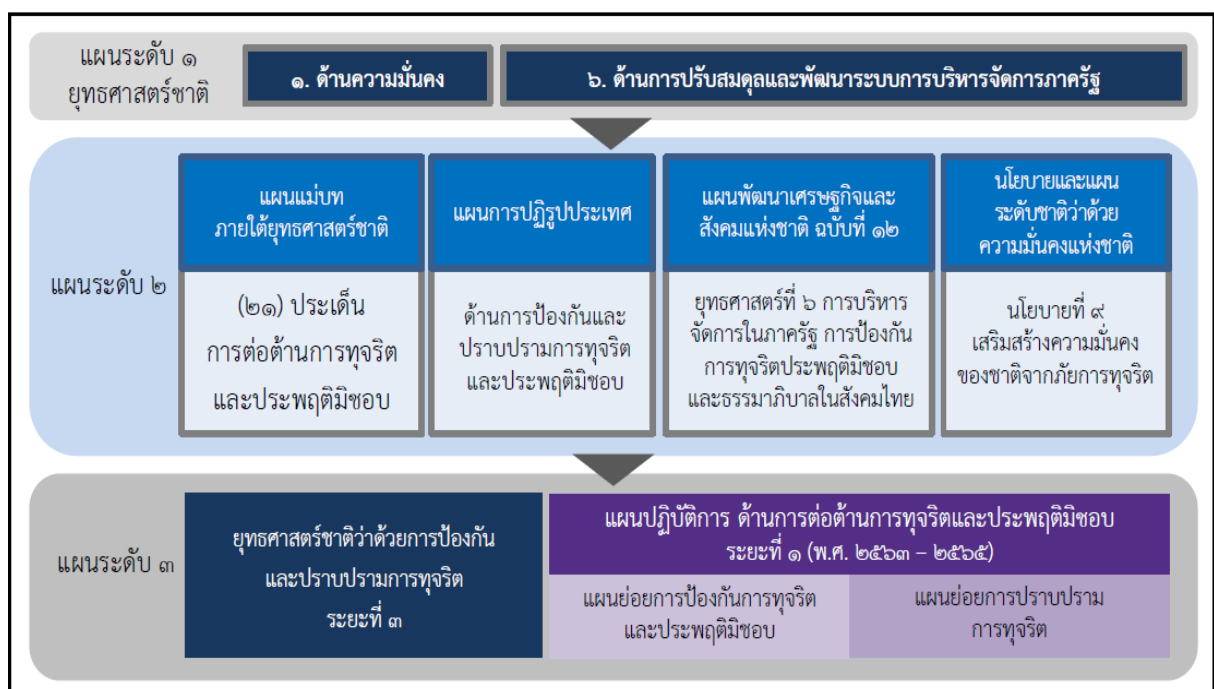 แผนระดับ ๑
ยุทธศาสตร์ชาติ
๑. ด้านความมั่นคง
๖. ด้านการปรับสมดุลและพัฒนาระบบการบริหารจัดการภาครัฐ
แผนระดับ ๒
แผนแม่บท
ภายใต้ยุทธศาสตร์ชาติ
(๒๑) ประเด็น
การต่อต้านการทุจริต
และประพฤติมิชอบ
แผนการปฏิรูปประเทศ
ด้านการป้องกันและ
ปราบปรามการทุจริต
และประพฤติมิชอบ
แผนพัฒนาเศรษฐกิจและ
สังคมแห่งชาติ ฉบับที่ ๑๒
ยุทธศาสตร์ที่ ๖ การบริหาร
จัดการในภาครัฐ การป้องกัน
การทุจริตประพฤติมิชอบ
และธรรมาภิบาลในสังคมไทย
นโยบายและแผน
ระดับชาติว่าด้วย
ความมั่นคงแห่งชาติ
นโยบายที่ ๙
เสริมสร้างความมั่นคง
ของชาติจากภัยการทุจริต
แผนระดับ ๓
ยุทธศาสตร์ชาติว่าด้วยการป้องกัน
และปราบปรามการทุจริต
ระยะที่ ๓
แผนปฏิบัติการ ด้านการต่อต้านการทุจริตและประพฤติมิชอบ
ระยะที่ ๑ (พ.ศ. ๒๕๖๓ – ๒๕๖๕)
แผนย่อยการป้องกันการทุจริต
และประพฤติมิชอบ
แผนย่อยการปราบปราม
การทุจริต